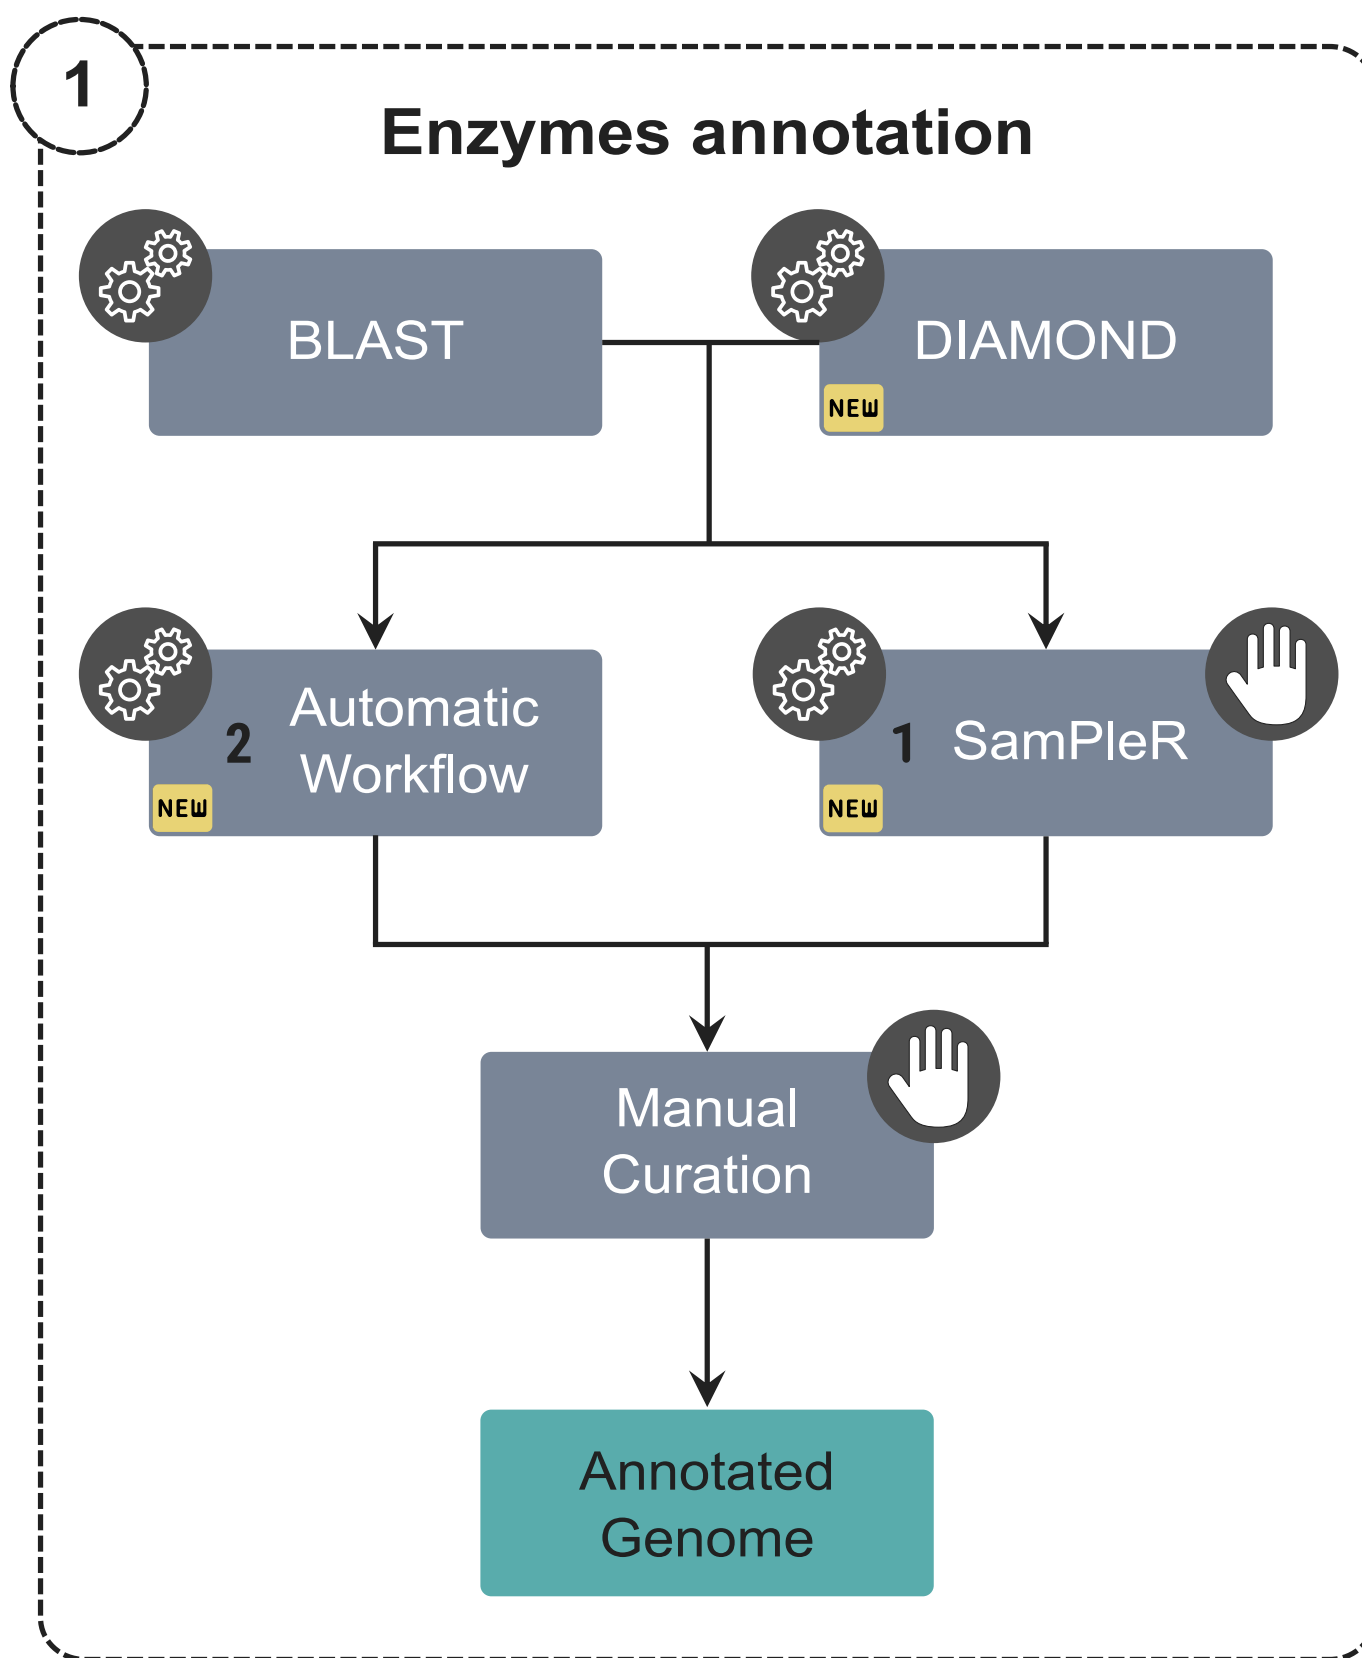 1
Enzymes annotation
BLAST
DIAMOND
NEW
2
Automatic
Workflow
NEW
1
SamPleR
NEW
Manual
Curation
Annotated
Genome